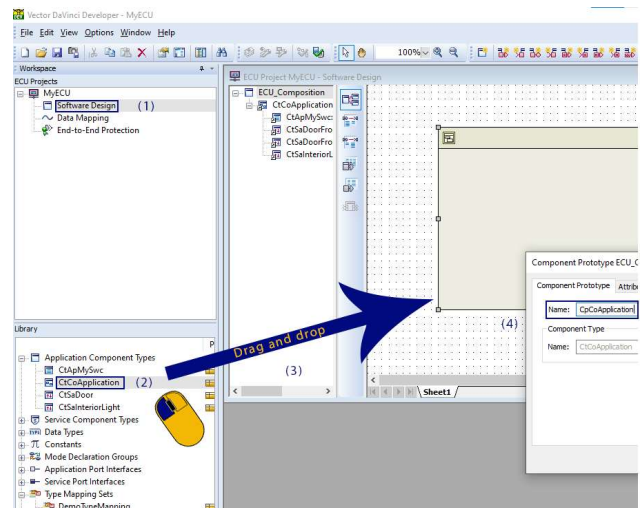 Vector DaVinci Developer - MyECU
File Edit View Options Window Help
100%
Workspace
ECU Projects
MyECU
Software Design (1)
Data Mapping
End-to-End Protection
ECU Project MyECU - Software Design
ECU_Composition
CtCoApplication
CtApMySwc:
CtSaDoorFro
CtSaDoorFro
CtSaInteriorL
(3)
Sheet1
Drag and drop
(4)
Component Prototype ECU_C
Component Prototype Attribu
Name: CpCoApplication
Component Type
Name: CtCoApplication
Library
P
Application Component Types
CtApMySwc
CtCoApplication (2)
CtSaDoor
CtSaInteriorLight
Service Component Types
Data Types
Constants
Mode Declaration Groups
Application Port Interfaces
Service Port Interfaces
Type Mapping Sets
DemoTypeMapping